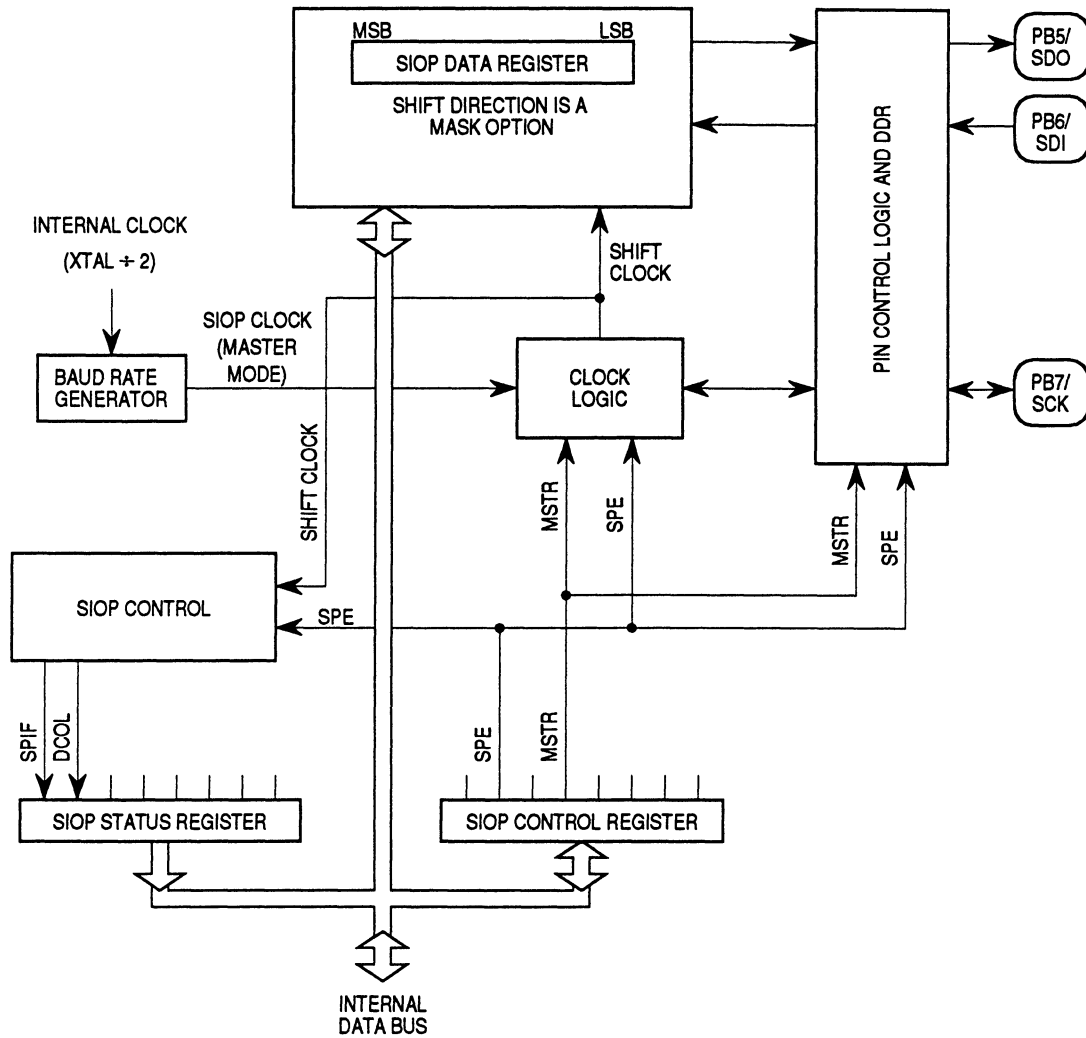 MSB
LSB
SIOP DATA REGISTER
SHIFT DIRECTION IS A
MASK OPTION
PIN CONTROL LOGIC AND DDR
PB5/
SDO
PB6/
SDI
PB7/
SCK
INTERNAL CLOCK
(XTAL ÷ 2)
BAUD RATE
GENERATOR
SIOP CLOCK
(MASTER
MODE)
SHIFT
CLOCK
CLOCK
LOGIC
SHIFT CLOCK
MSTR
SPE
MSTR
SPE
SIOP CONTROL
SPE
SPIF
DCOL
SPE
MSTR
SIOP STATUS REGISTER
SIOP CONTROL REGISTER
INTERNAL
DATA BUS